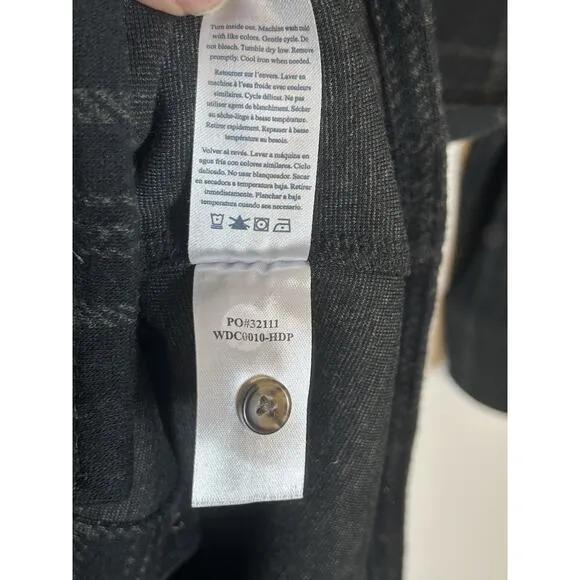 Turn inside out. Machine wash cold
with like colors. Gentle cycle. Do
not bleach. Tumble dry low. Remove
promptly. Cool iron when needed.
Retourner sur l'envers. Laver en
machine à l'eau froide avec couleurs
similaires. Cycle délicat. Ne pas
utiliser agent de blanchiment. Sécher
au sèche-linge à basse température.
Retirer rapidement. Repasser à basse
température au besoin.
Volver al revés. Lavar a máquina en
agua fría con colores similares. Ciclo
delicado. No usar blanqueador. Secar
en secadora a temperatura baja. Retirar
inmediatamente. Planchar a baja
temperatura cuando sea necesario.
PO#32111
WDC0010-HDP